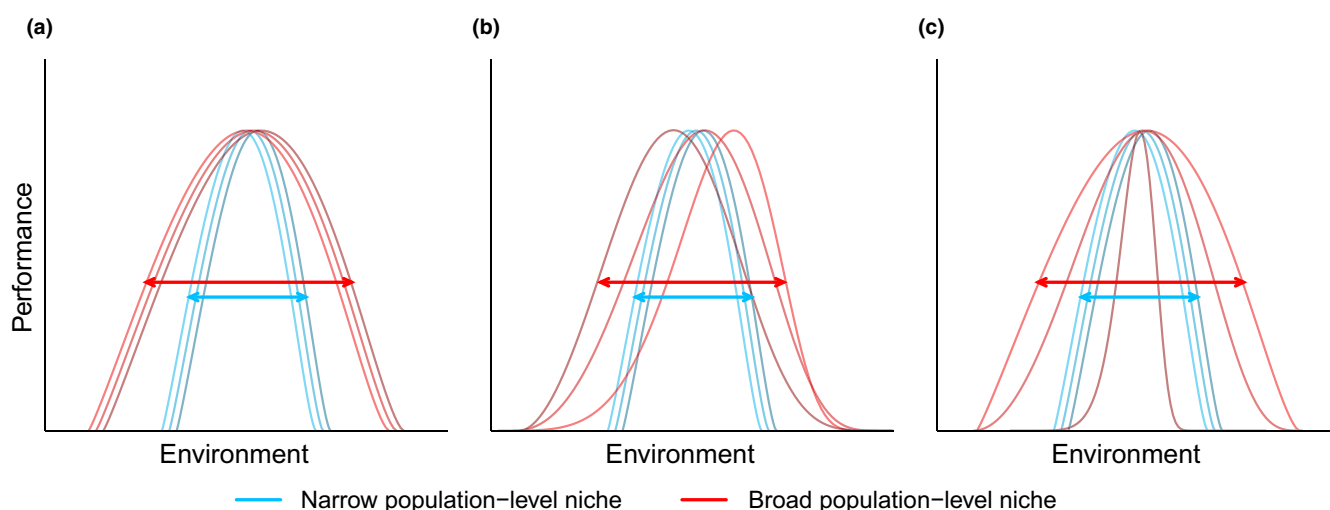 (a)
(b)
(c)
Performance
Environment
Environment
Environment
Narrow population−level niche
Broad population−level niche